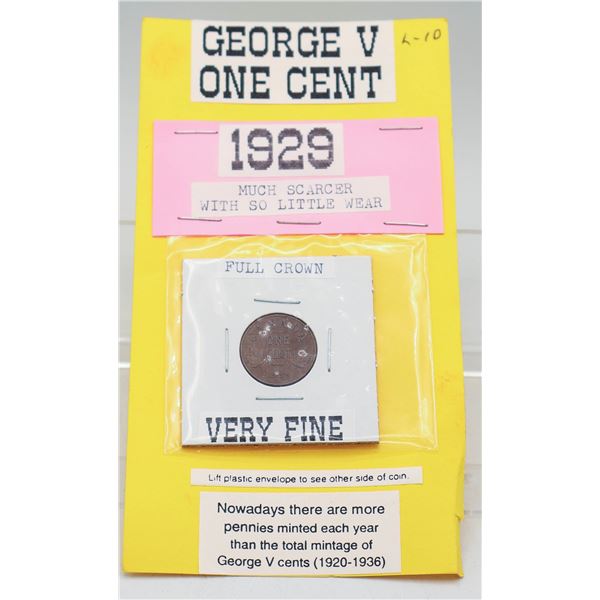 GEORGE V
ONE CENT
L-10
1929
MUCH SCARCER
WITH SO LITTLE WEAR
FULL CROWN
CANADA
ONE
CENT
VERY FINE
Lift plastic envelope to see other side of coin.
Nowadays there are more
pennies minted each year
than the total mintage of
George V cents (1920-1936)